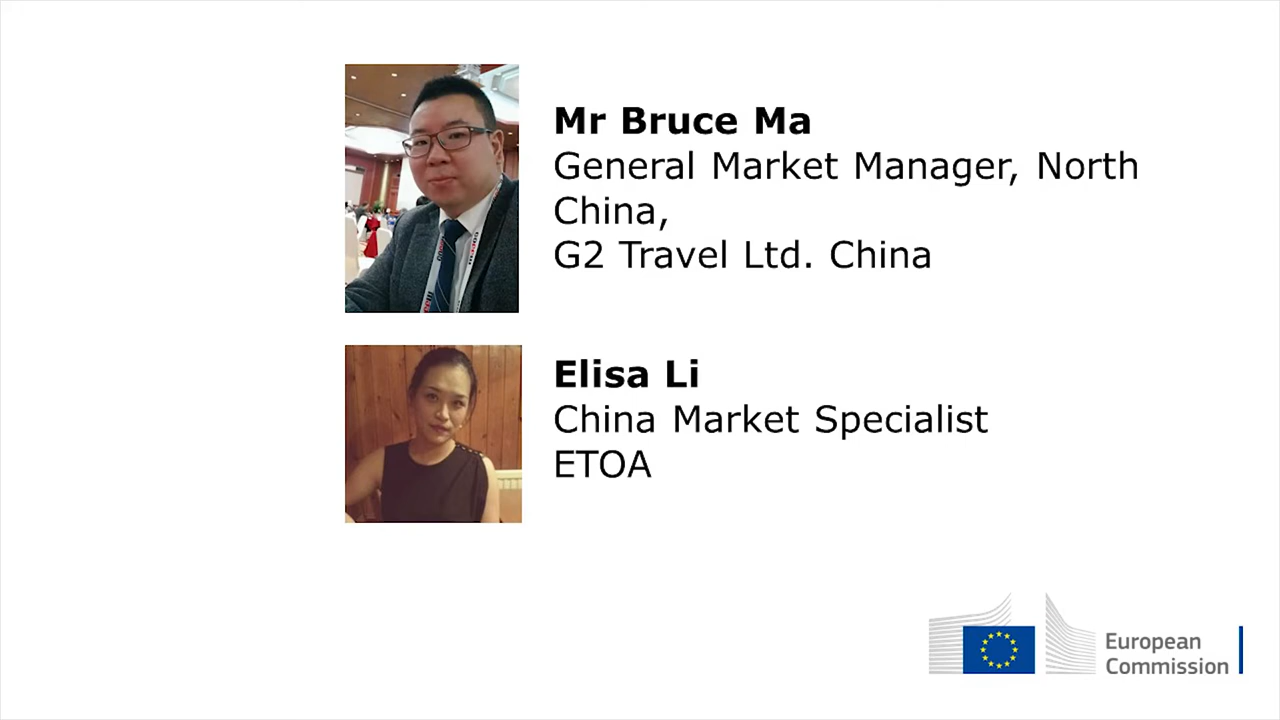 Mr Bruce Ma
General Market Manager, North
China,
G2 Travel Ltd. China
Elisa Li
China Market Specialist
ETOA
European
Commission